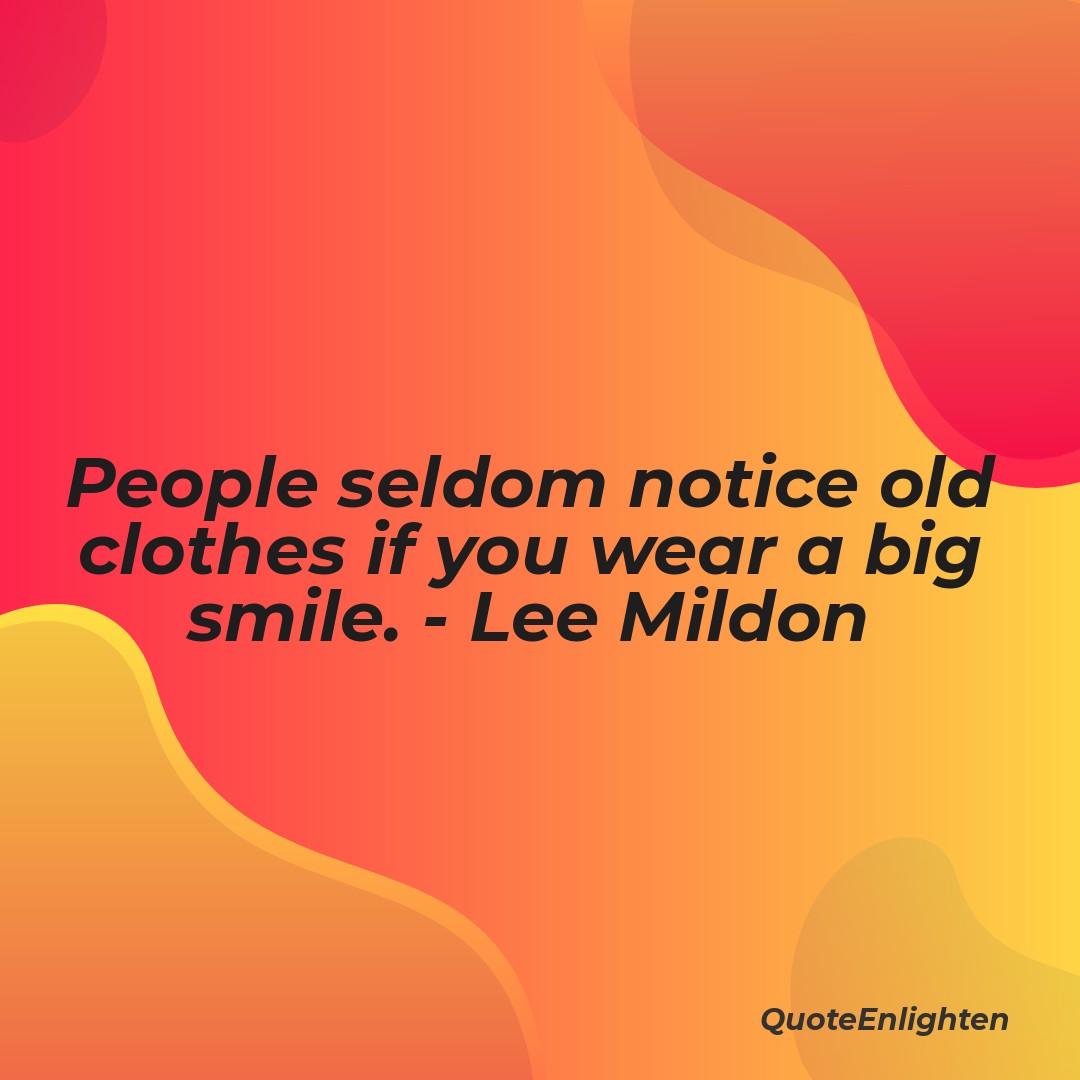 People seldom notice old
clothes if you wear a big
smile. - Lee Mildon
QuoteEnlighten